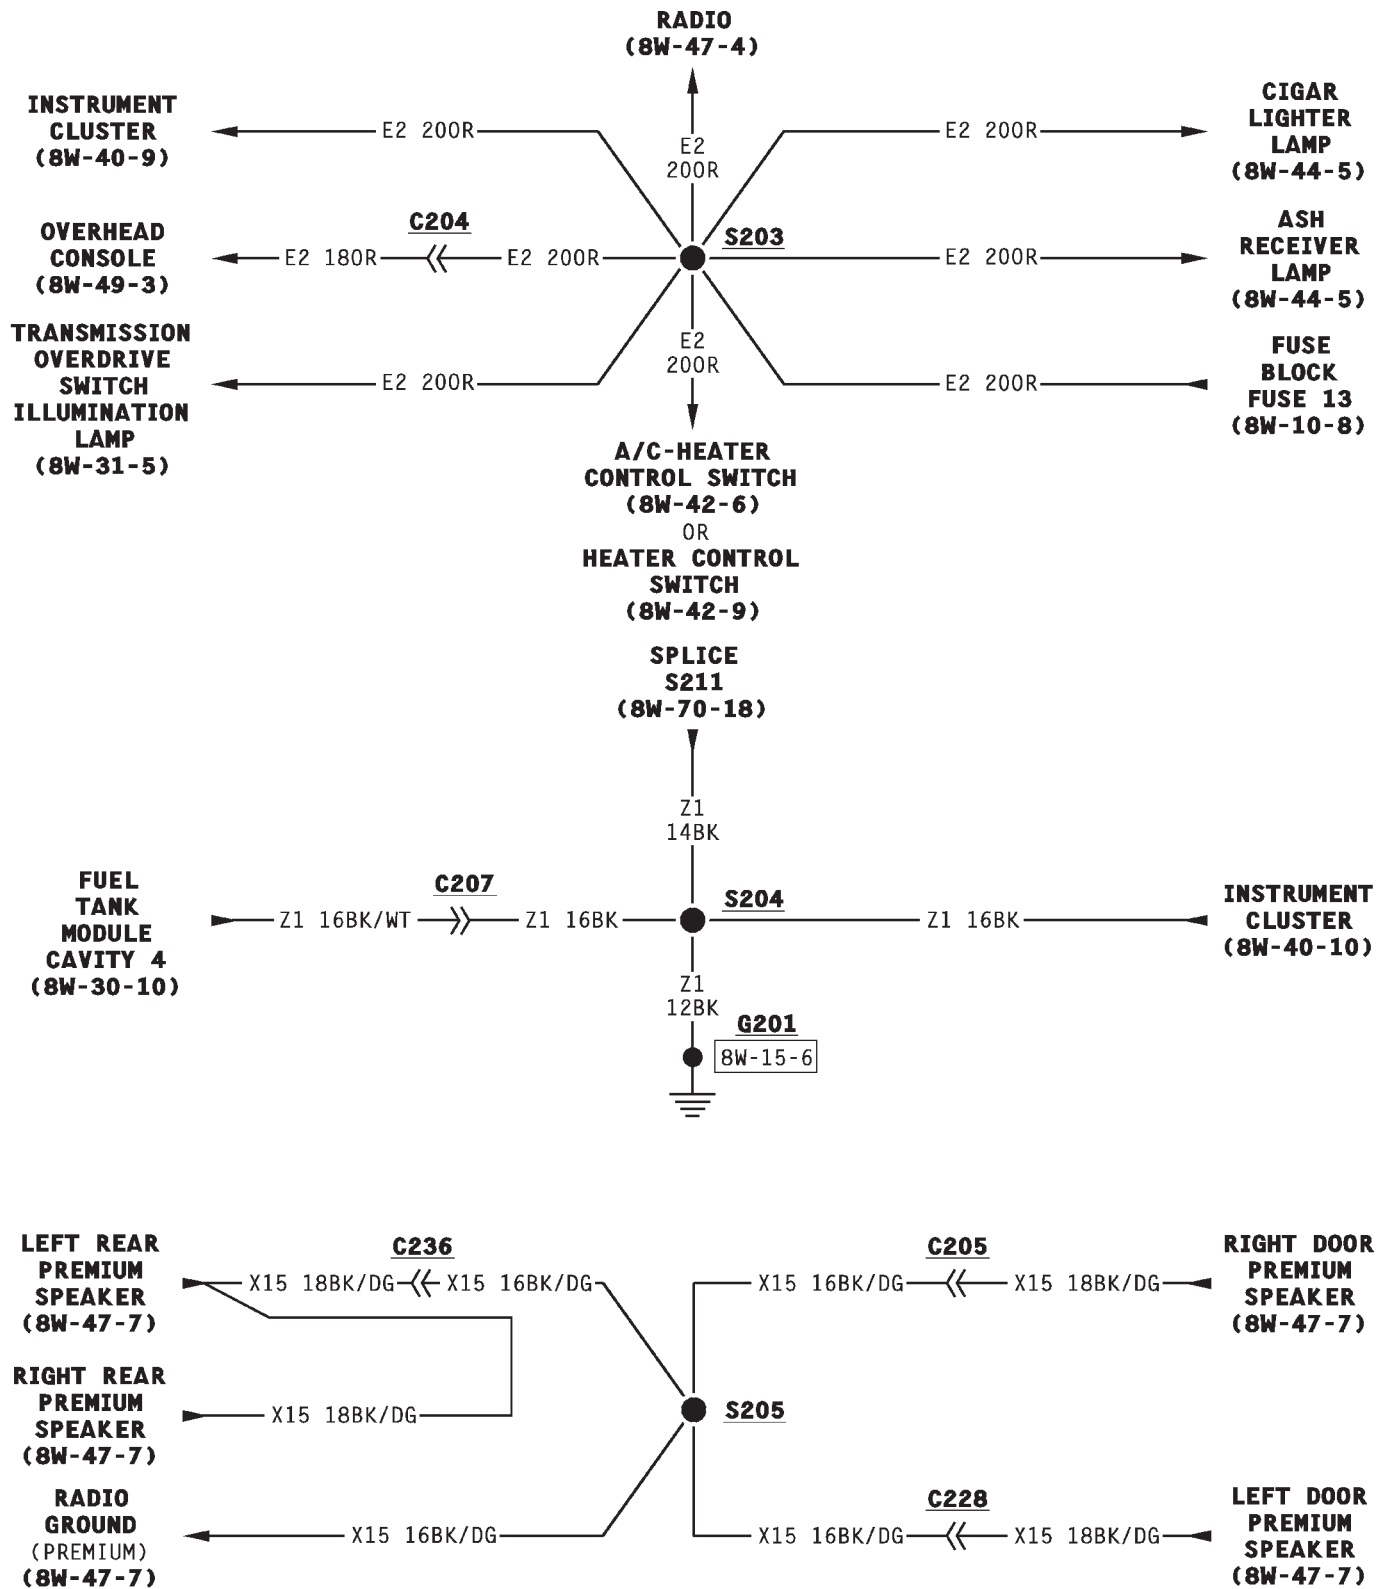 RADIO
(8W-47-4)
INSTRUMENT
CLUSTER
(8W-40-9)
E2 200R
E2
200R
E2 200R
CIGAR
LIGHTER
LAMP
(8W-44-5)
OVERHEAD
CONSOLE
(8W-49-3)
E2 180R
C204
E2 200R
S203
E2 200R
ASH
RECEIVER
LAMP
(8W-44-5)
TRANSMISSION
OVERDRIVE
SWITCH
ILLUMINATION
LAMP
(8W-31-5)
E2 200R
E2
200R
E2 200R
FUSE
BLOCK
FUSE 13
(8W-10-8)
A/C-HEATER
CONTROL SWITCH
(8W-42-6)
OR
HEATER CONTROL
SWITCH
(8W-42-9)
SPLICE
S211
(8W-70-18)
Z1
14BK
FUEL
TANK
MODULE
CAVITY 4
(8W-30-10)
Z1 16BK/WT
C207
Z1 16BK
S204
Z1 16BK
INSTRUMENT
CLUSTER
(8W-40-10)
Z1
12BK
G201
8W-15-6
LEFT REAR
PREMIUM
SPEAKER
(8W-47-7)
X15 18BK/DG
C236
X15 16BK/DG
X15 16BK/DG
C205
X15 18BK/DG
RIGHT DOOR
PREMIUM
SPEAKER
(8W-47-7)
RIGHT REAR
PREMIUM
SPEAKER
(8W-47-7)
X15 18BK/DG
S205
RADIO
GROUND
(PREMIUM)
(8W-47-7)
X15 16BK/DG
X15 16BK/DG
C228
X15 18BK/DG
LEFT DOOR
PREMIUM
SPEAKER
(8W-47-7)